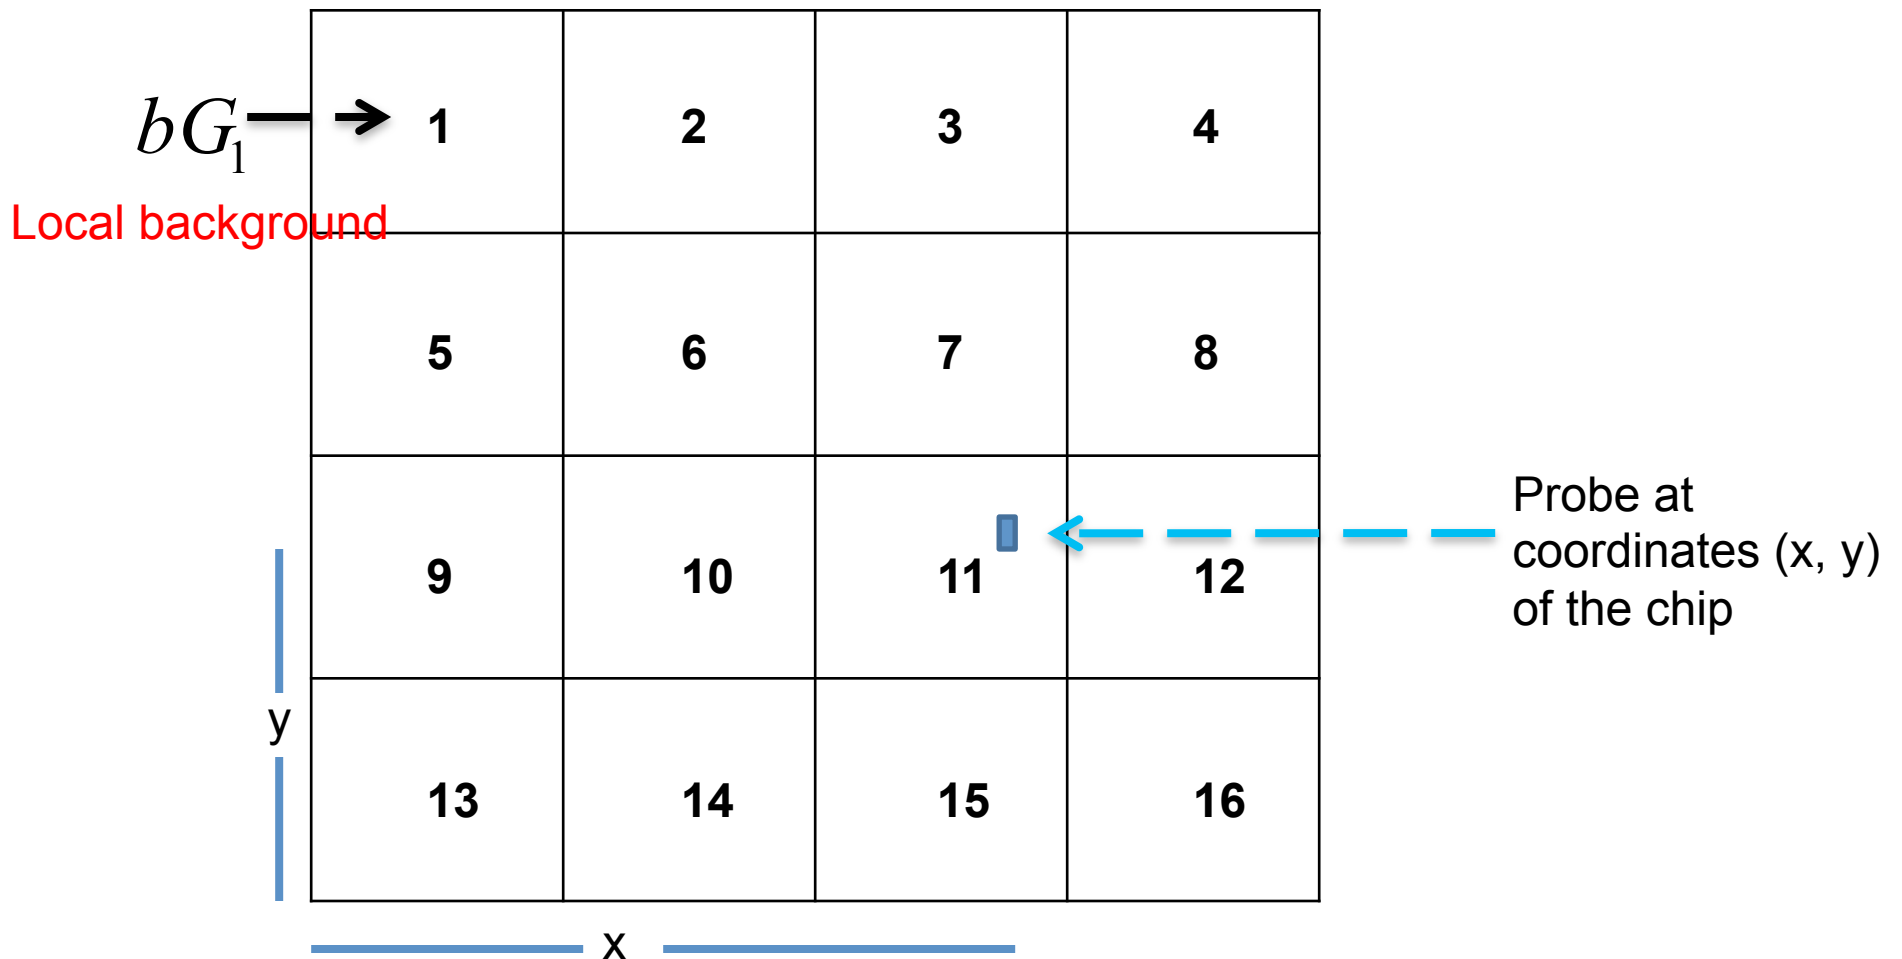 bG1
Local background
1 2 3 4
5 6 7 8
9 10 11 12
13 14 15 16
Probe at
coordinates (x, y)
of the chip
y
x